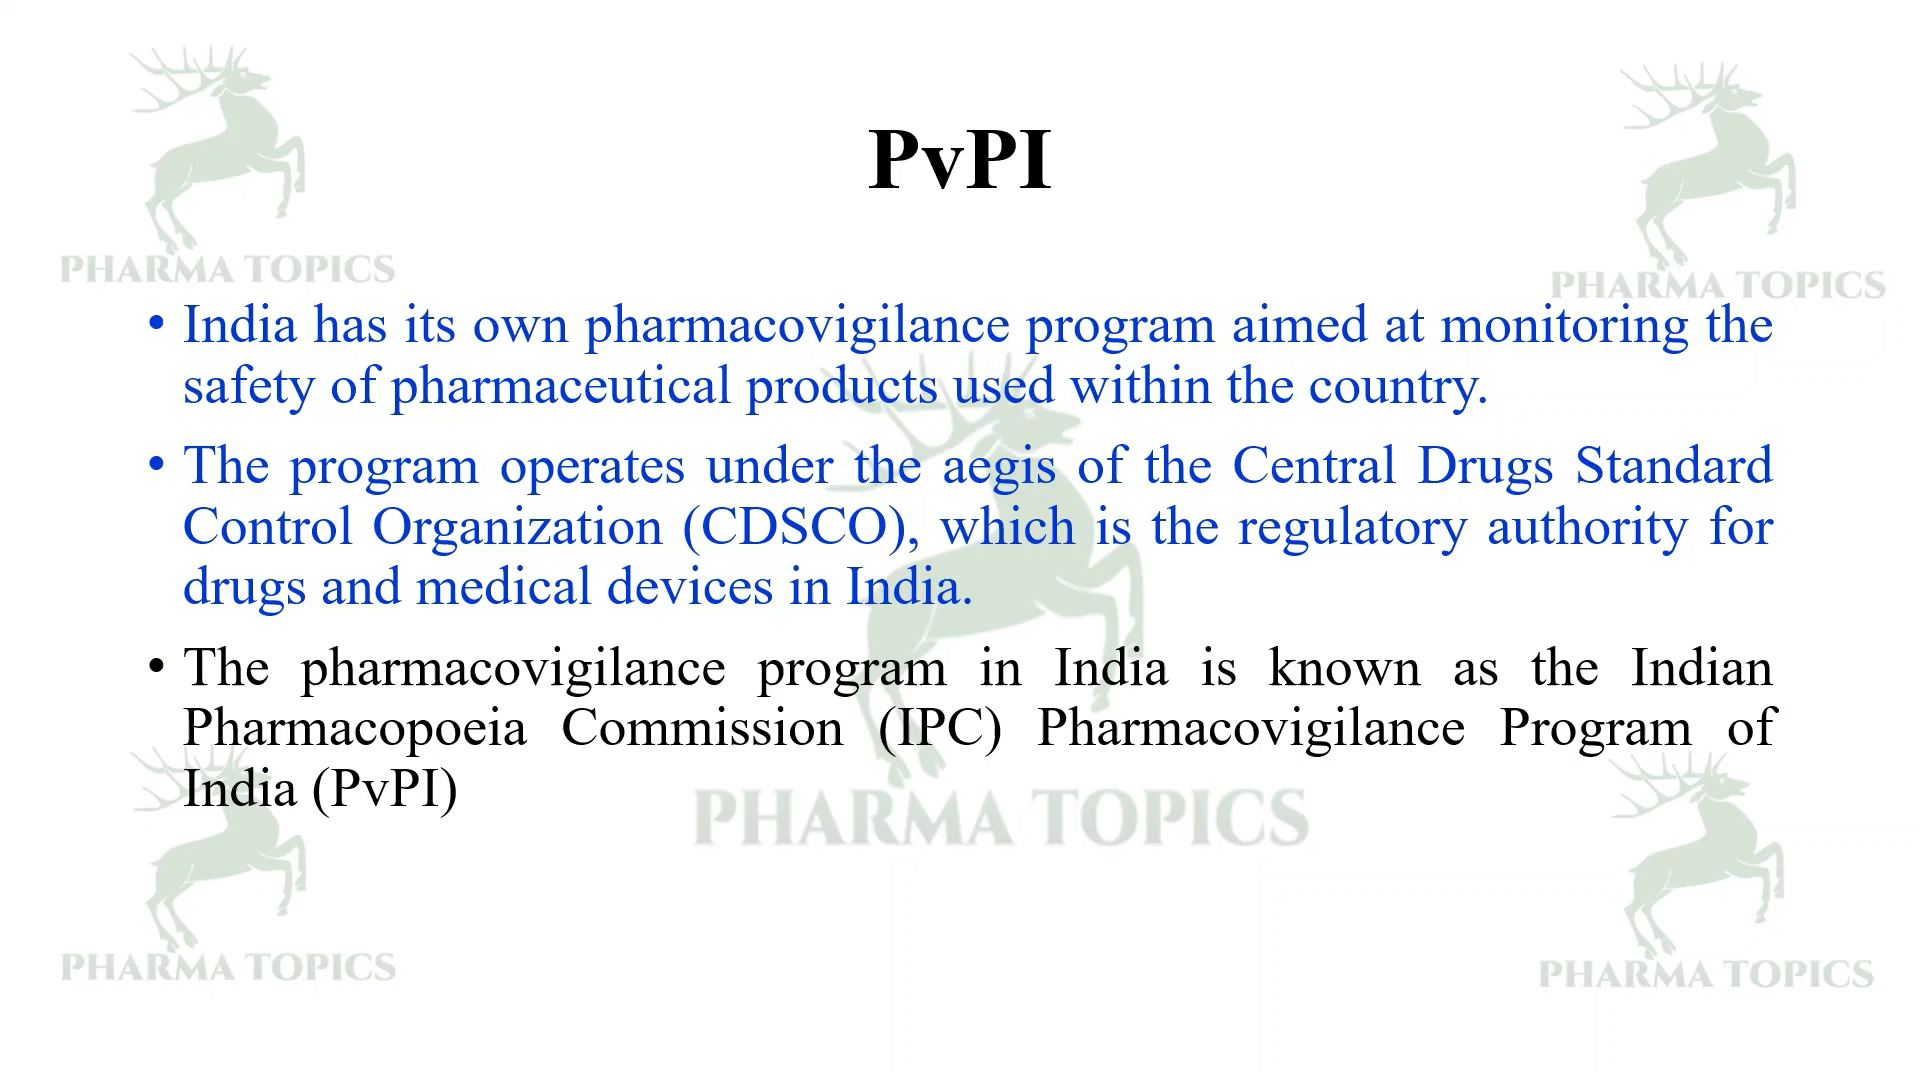 PvPI
PHARMA TOPICS
PHARMA TOPICS
• India has its own pharmacovigilance program aimed at monitoring the
safety of pharmaceutical products used within the country.
• The program operates under the aegis of the Central Drugs Standard
Control Organization (CDSCO), which is the regulatory authority for
drugs and medical devices in India.
• The pharmacovigilance program in India is known as the Indian
Pharmacopoeia Commission (IPC) Pharmacovigilance Program of
India (PvPI)
PHARMA TOPICS
PHARMA TOPICS
PHARMA TOPICS